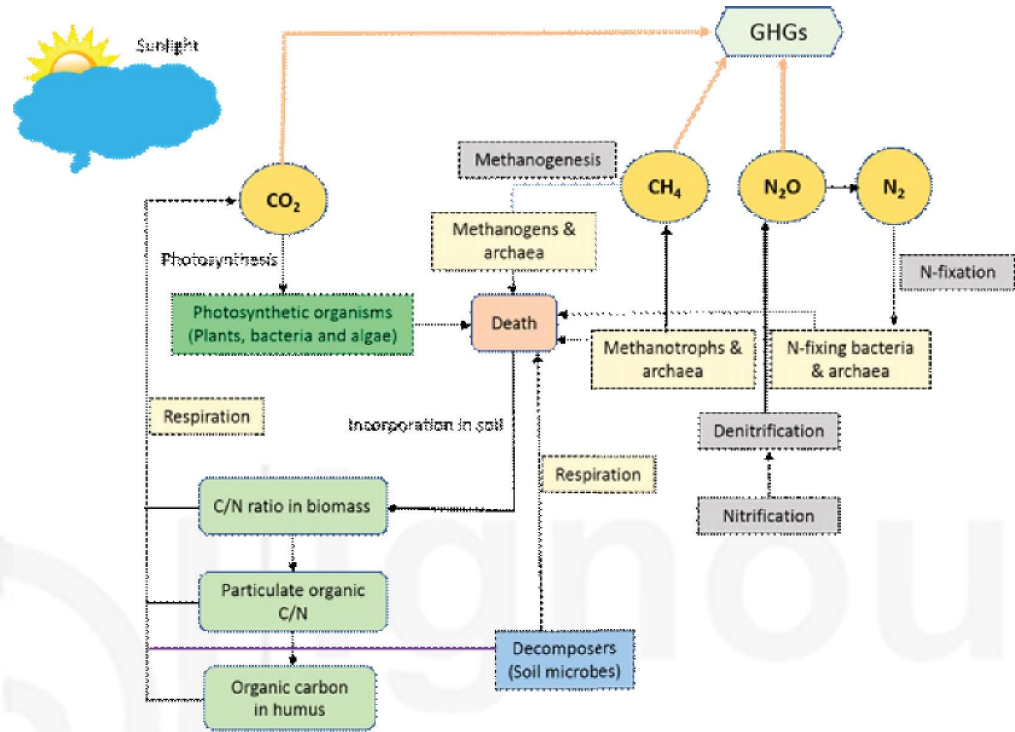 Sunlight
GHGs
Methanogenesis
CO₂
CH₄
N₂O
N₂
Methanogens &
archaea
Photosynthesis
N-fixation
Photosynthetic organisms
(Plants, bacteria and algae)
Death
Methanotrophs &
archaea
N-fixing bacteria
& archaea
Respiration
Incorporation in soil
Denitrification
Respiration
C/N ratio in biomass
Nitrification
Particulate organic
C/N
Decomposers
(Soil microbes)
Organic carbon
in humus
ignou